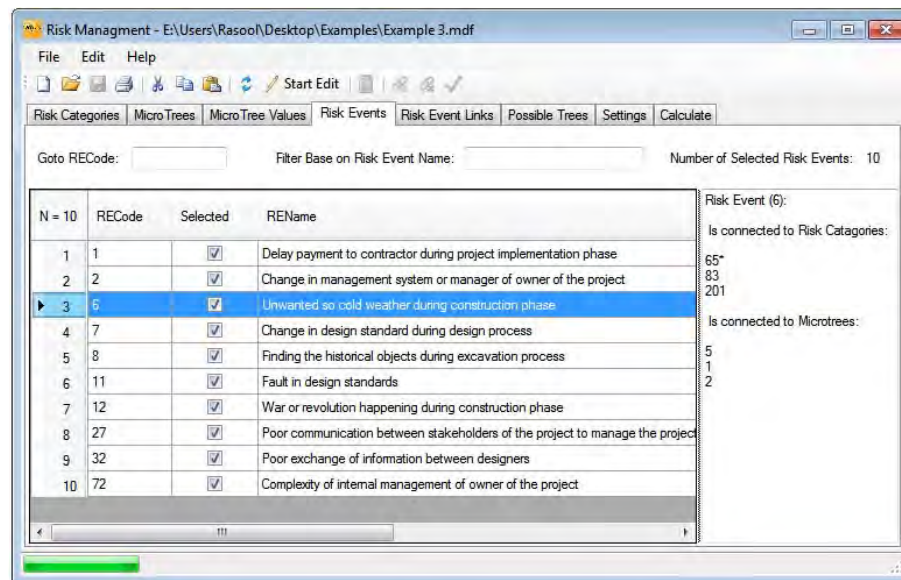 Risk Managment - E:\Users\Rasool\Desktop\Examples\Example 3.mdf
File Edit Help
Start Edit
Risk Categories MicroTrees MicroTree Values Risk Events Risk Event Links Possible Trees Settings Calculate
Goto RECode: Filter Base on Risk Event Name: Number of Selected Risk Events: 10
N = 10 RECode Selected REName
1 1 Delay payment to contractor during project implementation phase
2 2 Change in management system or manager of owner of the project
3 6 Unwanted so cold weather during construction phase
4 7 Change in design standard during design process
5 8 Finding the historical objects during excavation process
6 11 Fault in design standards
7 12 War or revolution happening during construction phase
8 27 Poor communication between stakeholders of the project to manage the project
9 32 Poor exchange of information between designers
10 72 Complexity of internal management of owner of the project
Risk Event (6):
Is connected to Risk Catagories:
65*
83
201
Is connected to Microtrees:
5
1
2